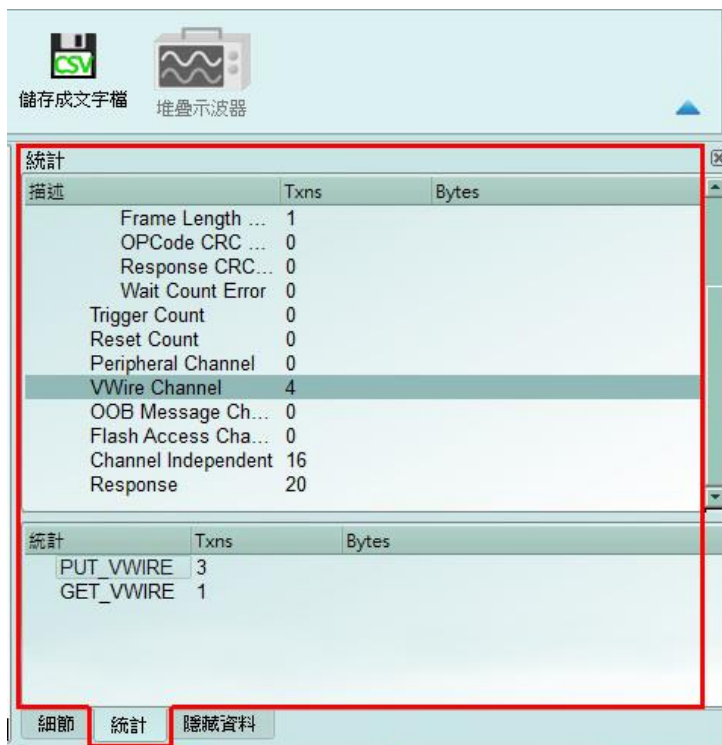 CSV
儲存成文字檔 堆疊示波器
統計
描述 Txns Bytes
Frame Length ... 1
OPCode CRC ... 0
Response CRC... 0
Wait Count Error 0
Trigger Count 0
Reset Count 0
Peripheral Channel 0
VWire Channel 4
OOB Message Ch... 0
Flash Access Cha... 0
Channel Independent 16
Response 20
統計 Txns Bytes
PUT_VWIRE 3
GET_VWIRE 1
細節 統計 隱藏資料